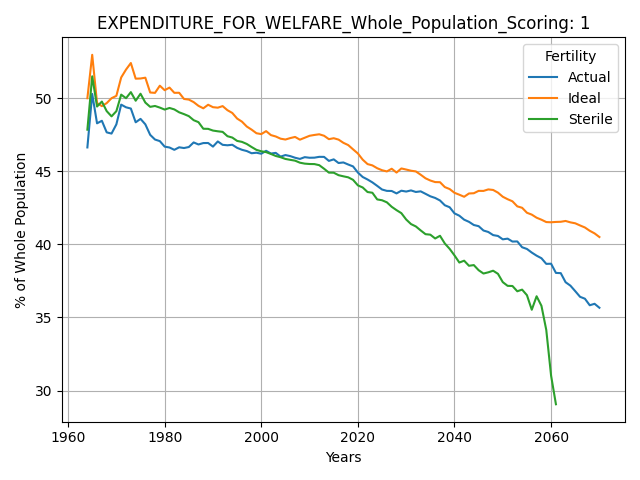 EXPENDITURE_FOR_WELFARE_Whole_Population_Scoring: 1
Fertility
Actual
Ideal
Sterile
% of Whole Population
50
45
40
35
30
1960
1980
2000
2020
2040
2060
Years